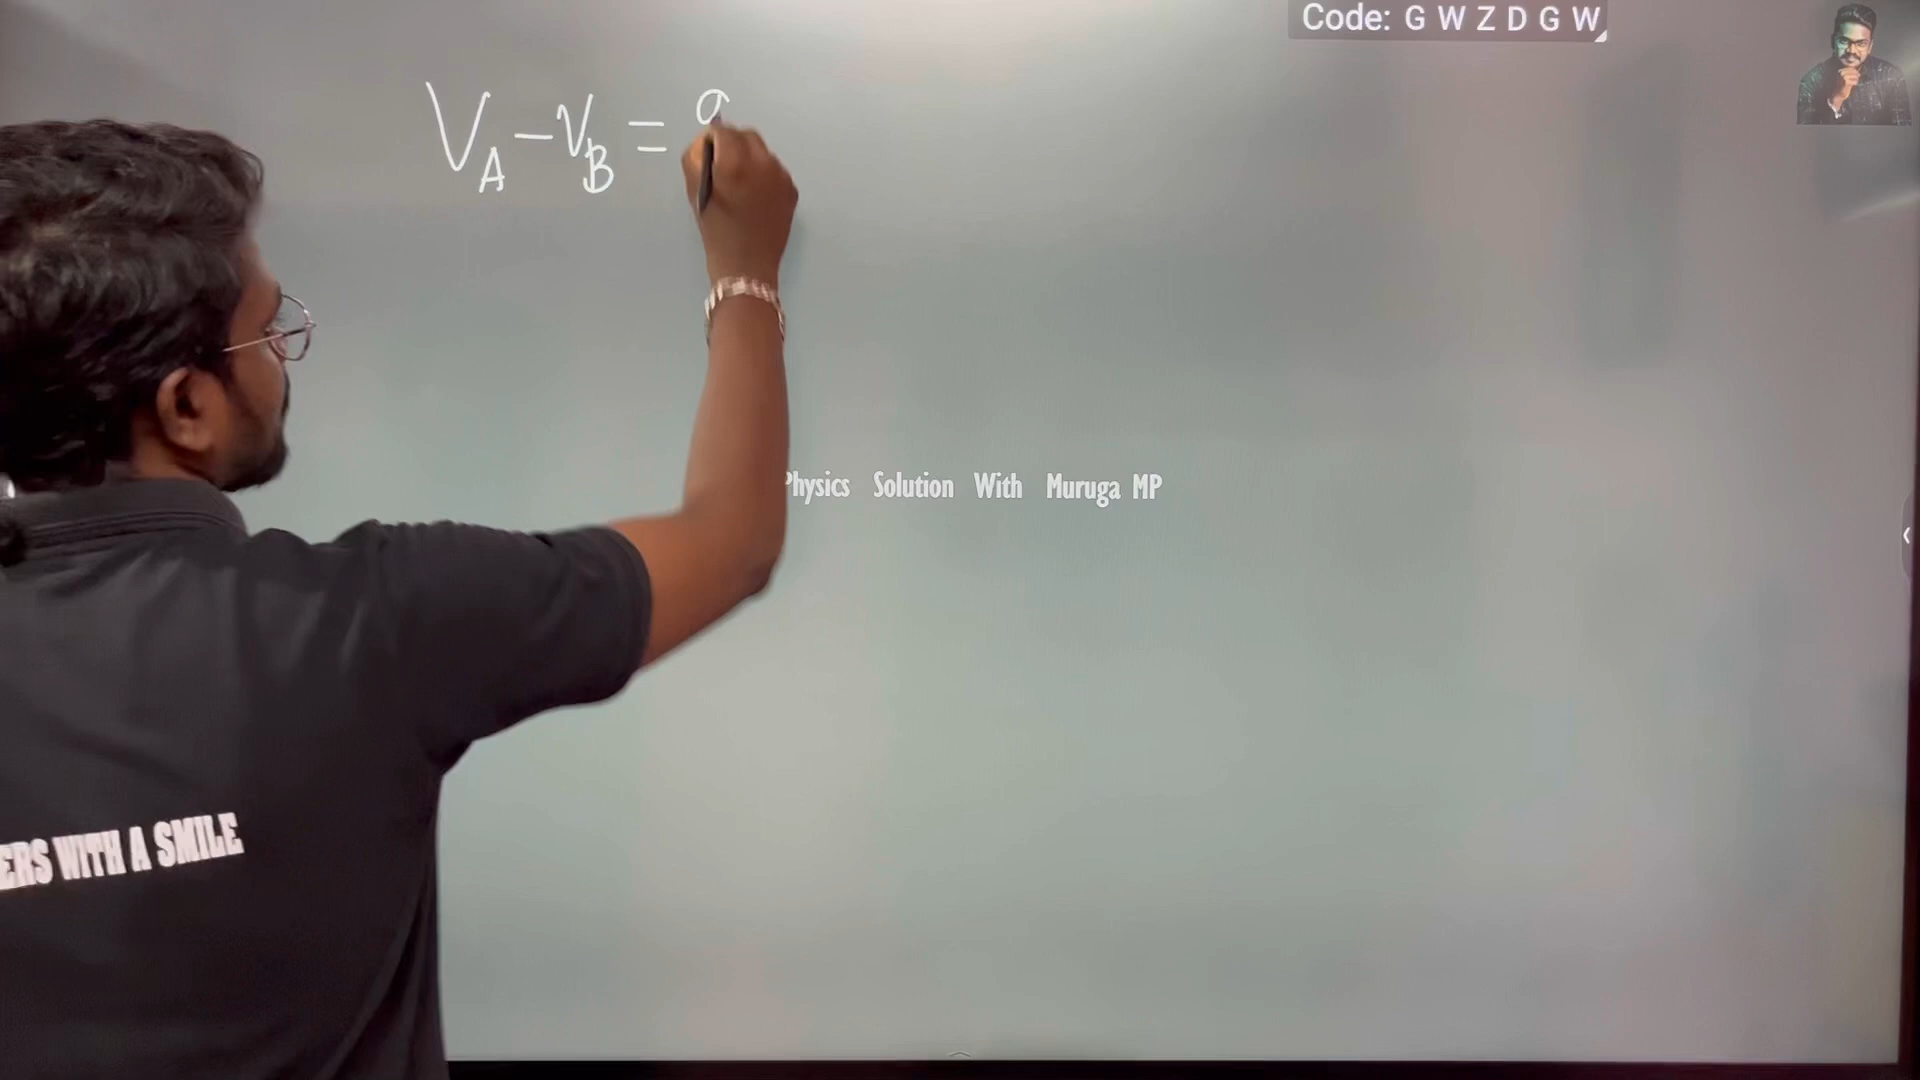 Code: G W Z D G W
V_A - V_B =
Physics Solution With Muruga MP
ERS WITH A SMILE